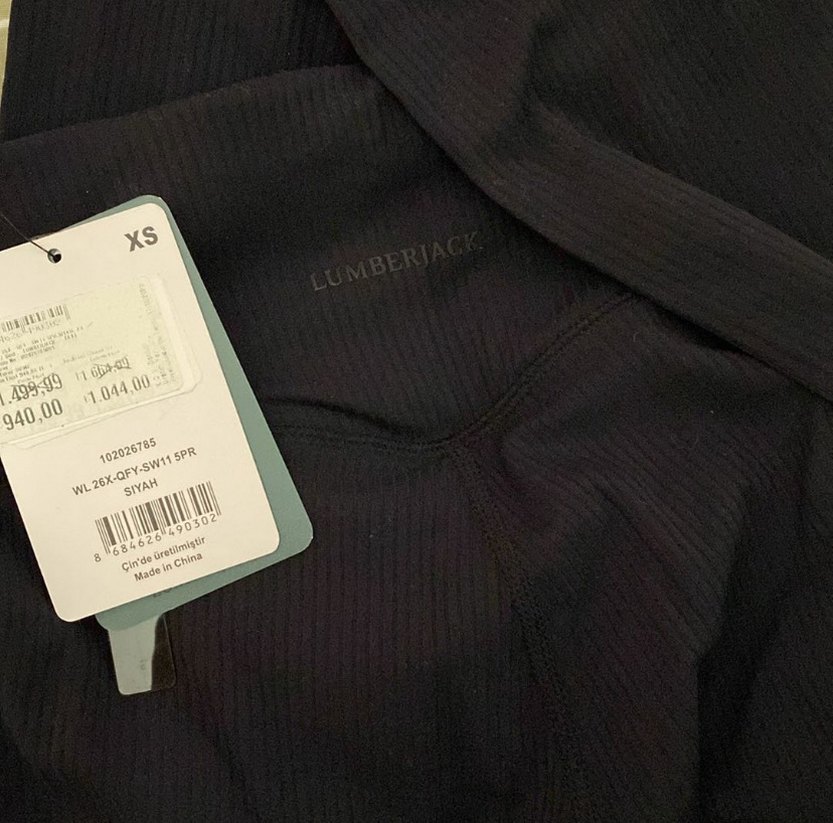 XS
1.499,99
940,00
1.044,00
102026785
WL 26X-QFY-SW11 5PR
SIYAH
8 684626 490302
Çin'de üretilmiştir
Made in China
LUMBERJACK